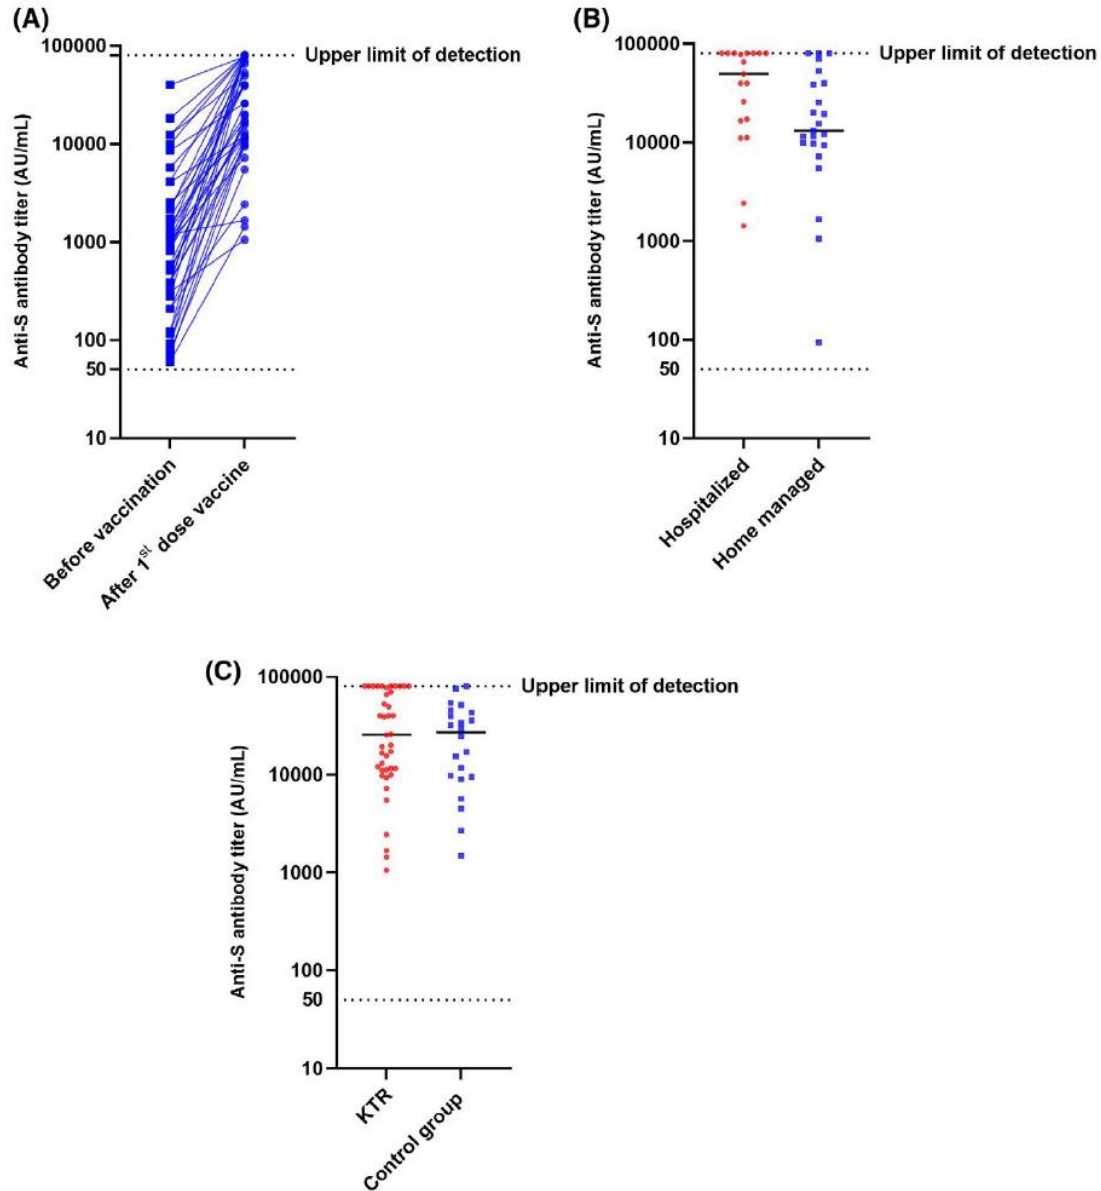 (A)
100000
10000
1000
100
50
10
Anti-S antibody titer (AU/mL)
Upper limit of detection
Before vaccination
After 1st dose vaccine
(B)
100000
10000
1000
100
50
10
Anti-S antibody titer (AU/mL)
Upper limit of detection
Hospitalized
Home managed
(C)
100000
10000
1000
100
50
10
Anti-S antibody titer (AU/mL)
Upper limit of detection
KTR
Control group